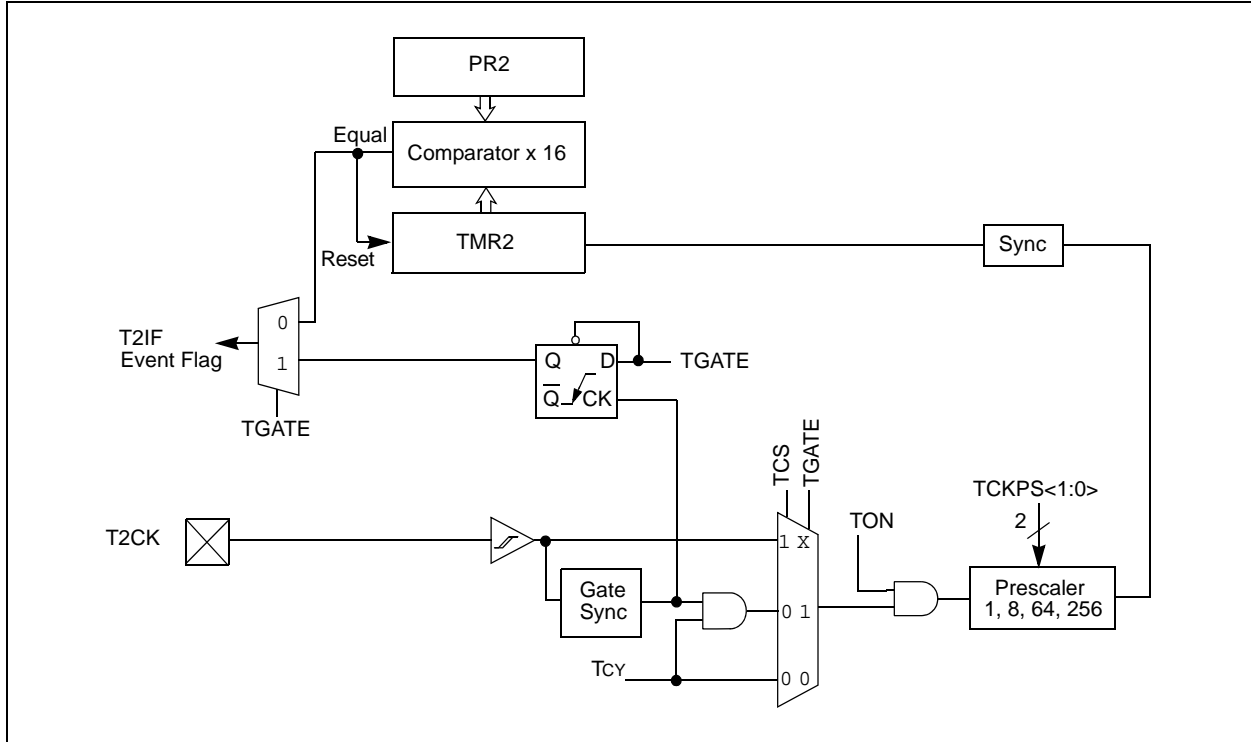 PR2
Equal
Comparator x 16
Reset
TMR2
Sync
0
T2IF
Event Flag
1
Q
D
TGATE
Q̅
CK
TGATE
TCS
TGATE
TCKPS<1:0>
2
TON
T2CK
1 X
Gate
Sync
0 1
Prescaler
1, 8, 64, 256
TCY
0 0